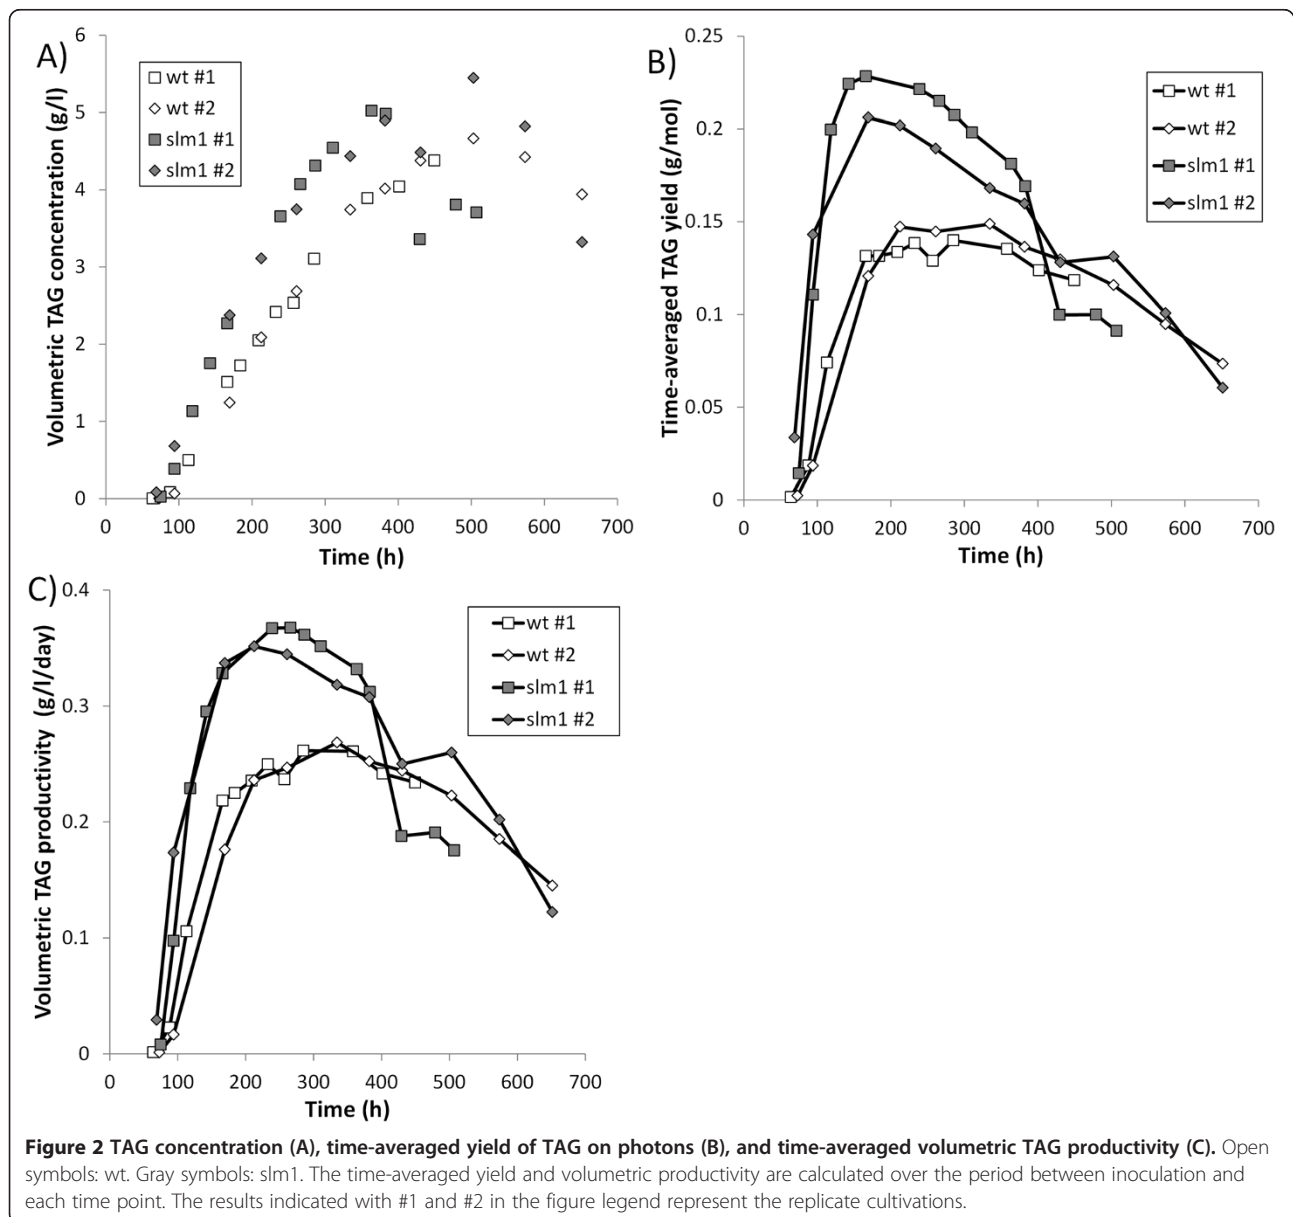 A)
Volumetric TAG concentration (g/l)
6
5
4
3
2
1
0
0 100 200 300 400 500 600 700
Time (h)
wt #1
wt #2
slm1 #1
slm1 #2
B)
Time-averaged TAG yield (g/mol)
0.25
0.2
0.15
0.1
0.05
0
0 100 200 300 400 500 600 700
Time (h)
wt #1
wt #2
slm1 #1
slm1 #2
C)
Volumetric TAG productivity (g/l/day)
0.4
0.3
0.2
0.1
0
0 100 200 300 400 500 600 700
Time (h)
wt #1
wt #2
slm1 #1
slm1 #2
Figure 2 TAG concentration (A), time-averaged yield of TAG on photons (B), and time-averaged volumetric TAG productivity (C). Open
symbols: wt. Gray symbols: slm1. The time-averaged yield and volumetric productivity are calculated over the period between inoculation and
each time point. The results indicated with #1 and #2 in the figure legend represent the replicate cultivations.